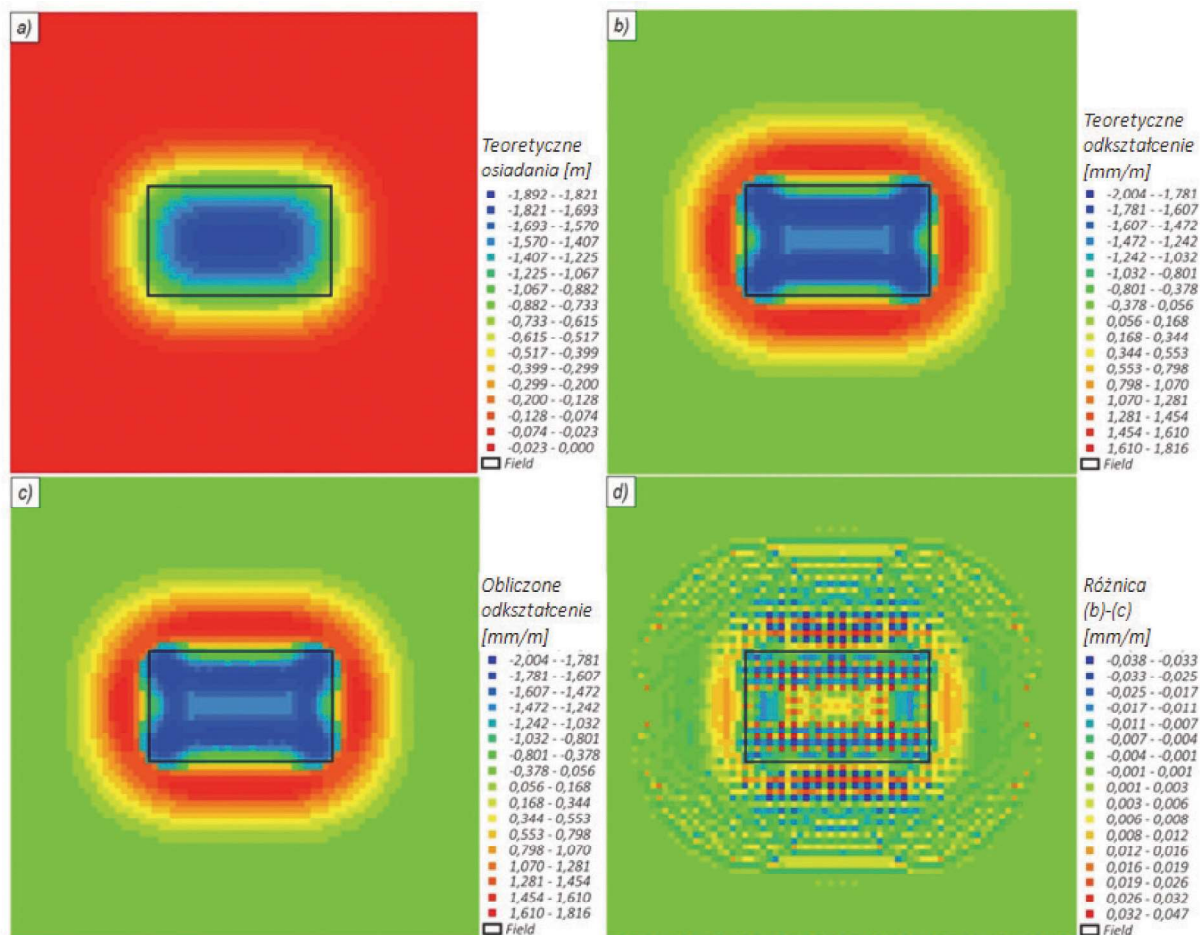 a)
Teoretyczne
osiadania [m]
-1,892 - -1,821
-1,821 - -1,693
-1,693 - -1,570
-1,570 - -1,407
-1,407 - -1,225
-1,225 - -1,067
-1,067 - -0,882
-0,882 - -0,733
-0,733 - -0,615
-0,615 - -0,517
-0,517 - -0,399
-0,399 - -0,299
-0,299 - -0,200
-0,200 - -0,128
-0,128 - -0,074
-0,074 - -0,023
-0,023 - 0,000
Field
b)
Teoretyczne
odkształcenie
[mm/m]
-2,004 - -1,781
-1,781 - -1,607
-1,607 - -1,472
-1,472 - -1,242
-1,242 - -1,032
-1,032 - -0,801
-0,801 - -0,378
-0,378 - 0,056
0,056 - 0,168
0,168 - 0,344
0,344 - 0,553
0,553 - 0,798
0,798 - 1,070
1,070 - 1,281
1,281 - 1,454
1,454 - 1,610
1,610 - 1,816
Field
c)
Obliczone
odkształcenie
[mm/m]
-2,004 - -1,781
-1,781 - -1,607
-1,607 - -1,472
-1,472 - -1,242
-1,242 - -1,032
-1,032 - -0,801
-0,801 - -0,378
-0,378 - 0,056
0,056 - 0,168
0,168 - 0,344
0,344 - 0,553
0,553 - 0,798
0,798 - 1,070
1,070 - 1,281
1,281 - 1,454
1,454 - 1,610
1,610 - 1,816
Field
d)
Różnica
(b)-(c)
[mm/m]
-0,038 - -0,033
-0,033 - -0,025
-0,025 - -0,017
-0,017 - -0,011
-0,011 - -0,007
-0,007 - -0,004
-0,004 - -0,001
-0,001 - 0,001
0,001 - 0,003
0,003 - 0,006
0,006 - 0,008
0,008 - 0,012
0,012 - 0,016
0,016 - 0,019
0,019 - 0,026
0,026 - 0,032
0,032 - 0,047
Field